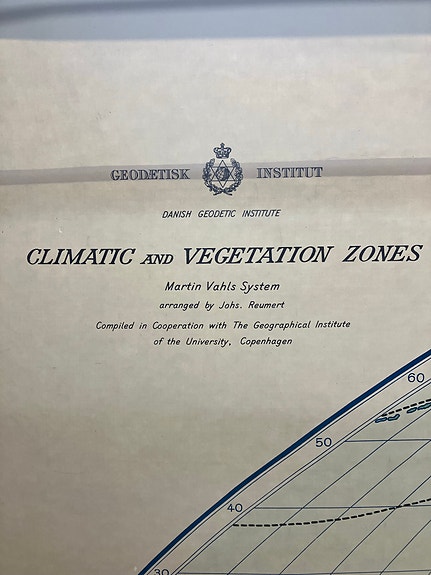 GEODÆTISK INSTITUT
DANISH GEODETIC INSTITUTE
CLIMATIC AND VEGETATION ZONES
Martin Vahls System
arranged by Johs. Reumert
Compiled in Cooperation with The Geographical Institute
of the University, Copenhagen
60
50
40
30